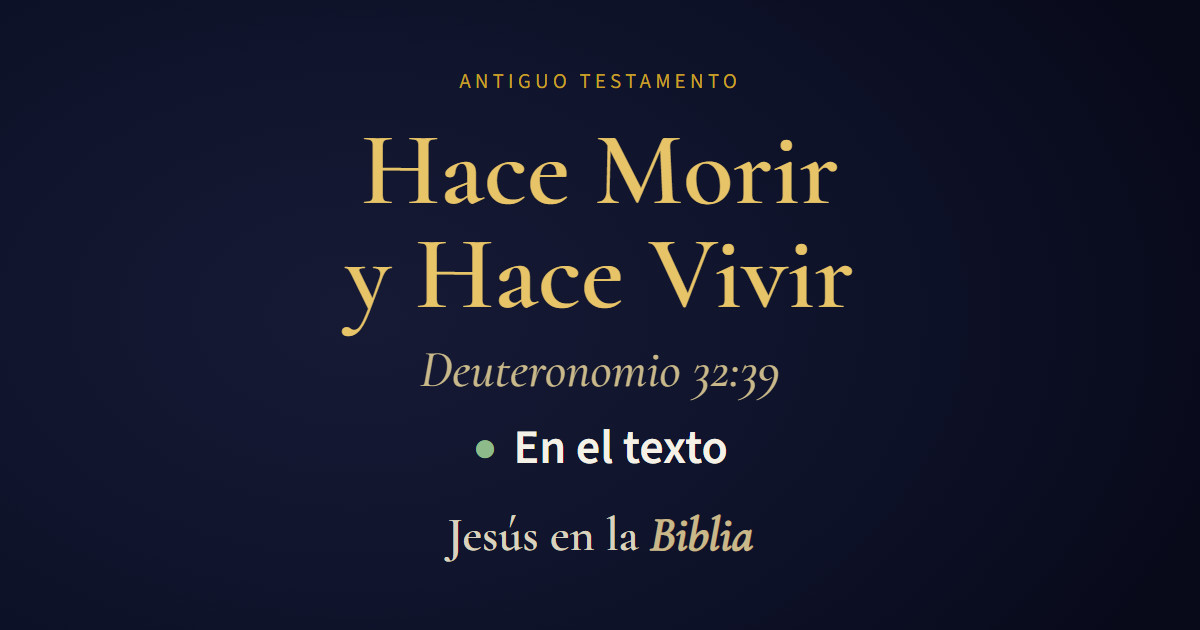 ANTIGUO TESTAMENTO
Hace Morir
y Hace Vivir
Deuteronomio 32:39
En el texto
Jesús en la Biblia